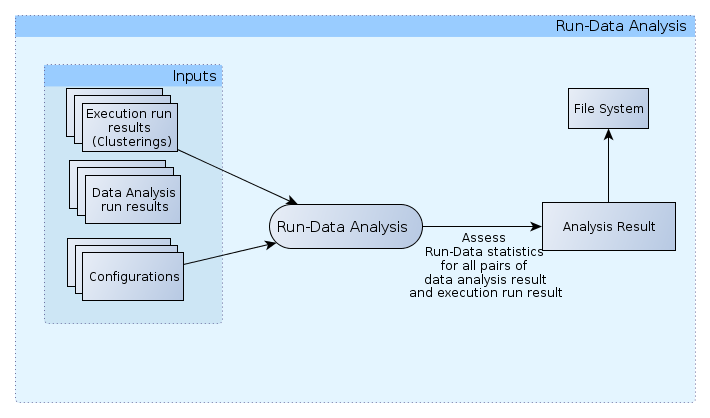 Run-Data Analysis
Inputs
Execution run
results
(Clusterings)
Data Analysis
run results
Configurations
Run-Data Analysis
Assess
Run-Data statistics
for all pairs of
data analysis result
and execution run result
Analysis Result
File System